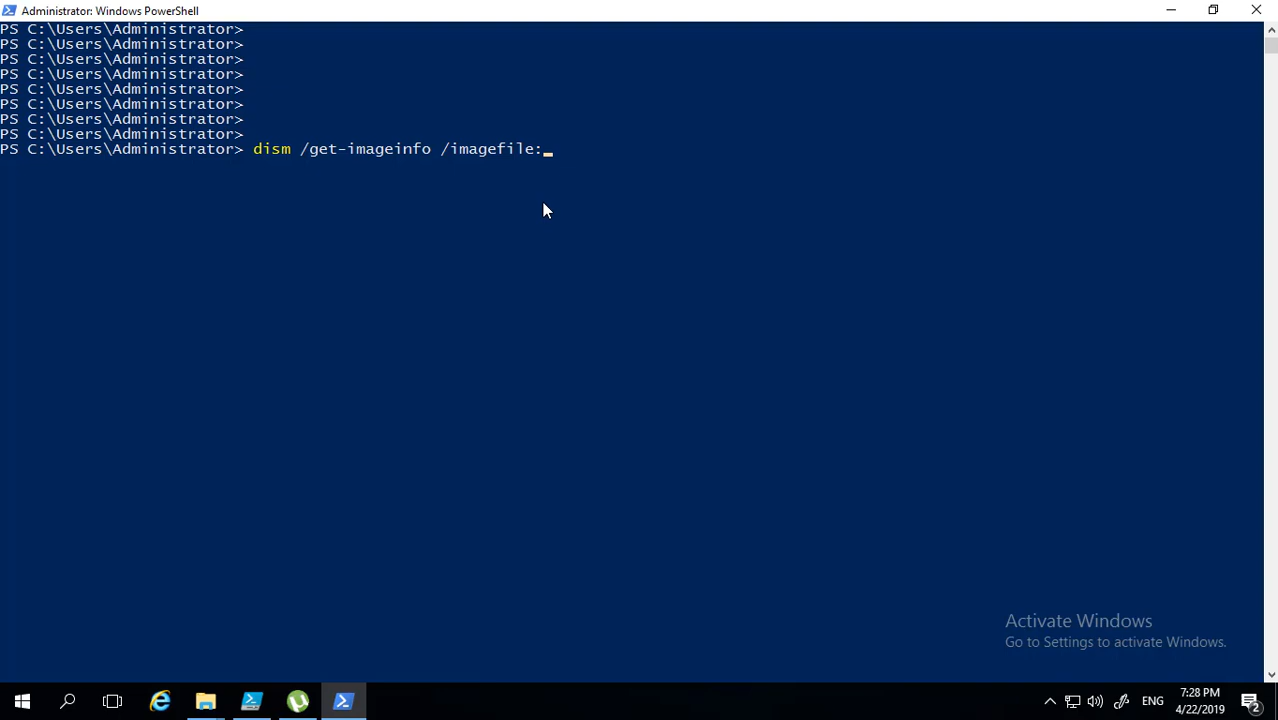 Administrator: Windows PowerShell
PS C:\Users\Administrator>
PS C:\Users\Administrator>
PS C:\Users\Administrator>
PS C:\Users\Administrator>
PS C:\Users\Administrator>
PS C:\Users\Administrator>
PS C:\Users\Administrator>
PS C:\Users\Administrator>
PS C:\Users\Administrator> dism /get-imageinfo /imagefile:_
Activate Windows
Go to Settings to activate Windows.
ENG
7:28 PM
4/22/2019
2